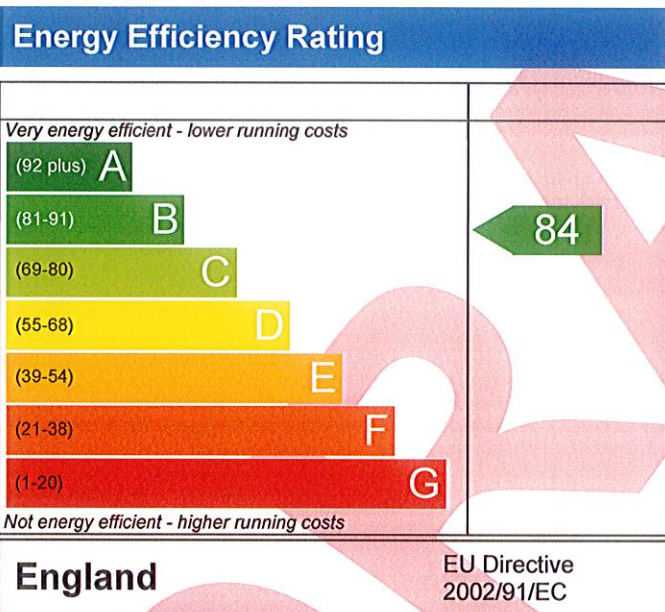 Energy Efficiency Rating
Very energy efficient - lower running costs
(92 plus) A
(81-91) B
84
(69-80) C
(55-68) D
(39-54) E
(21-38) F
(1-20) G
Not energy efficient - higher running costs
England
EU Directive
2002/91/EC